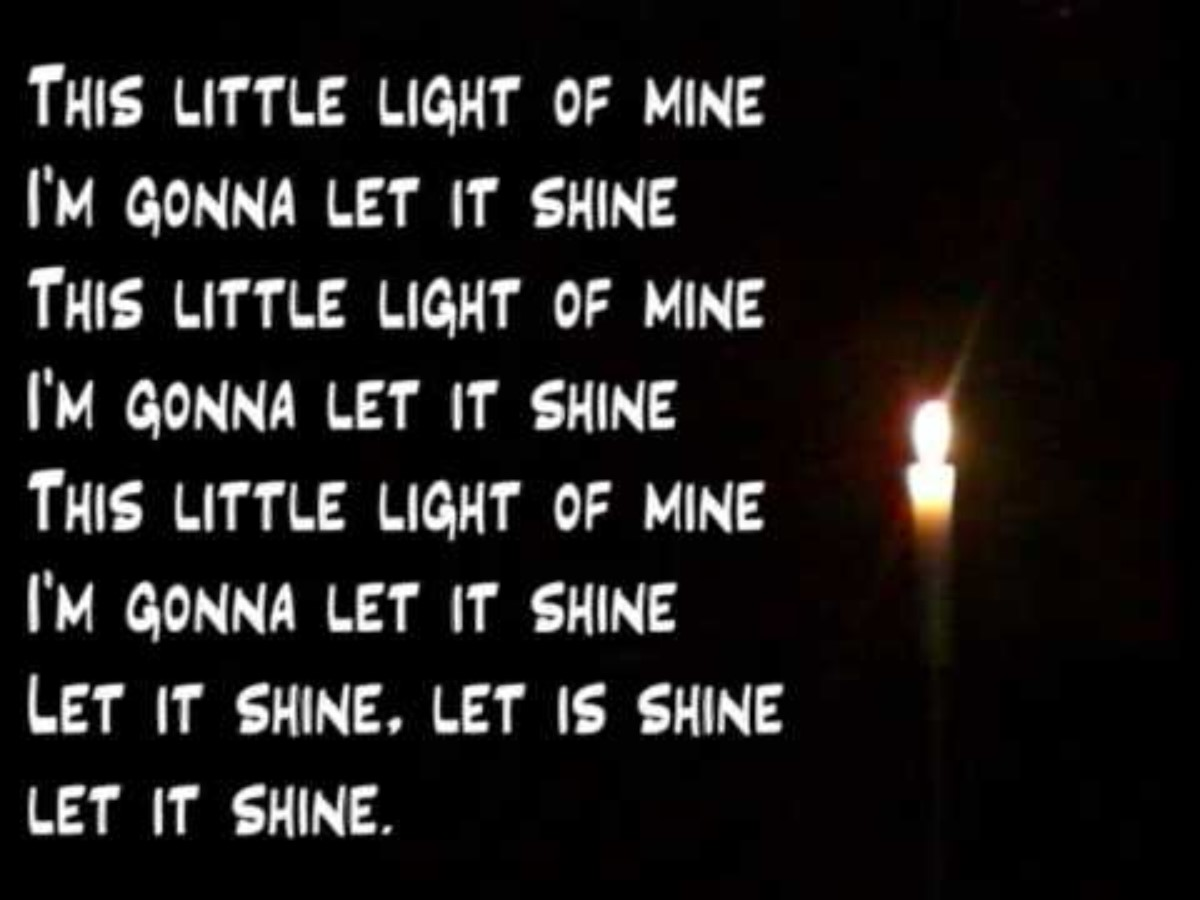 This little light of mine
I'm gonna let it shine
This little light of mine
I'm gonna let it shine
This little light of mine
I'm gonna let it shine
Let it shine, let is shine
let it shine.